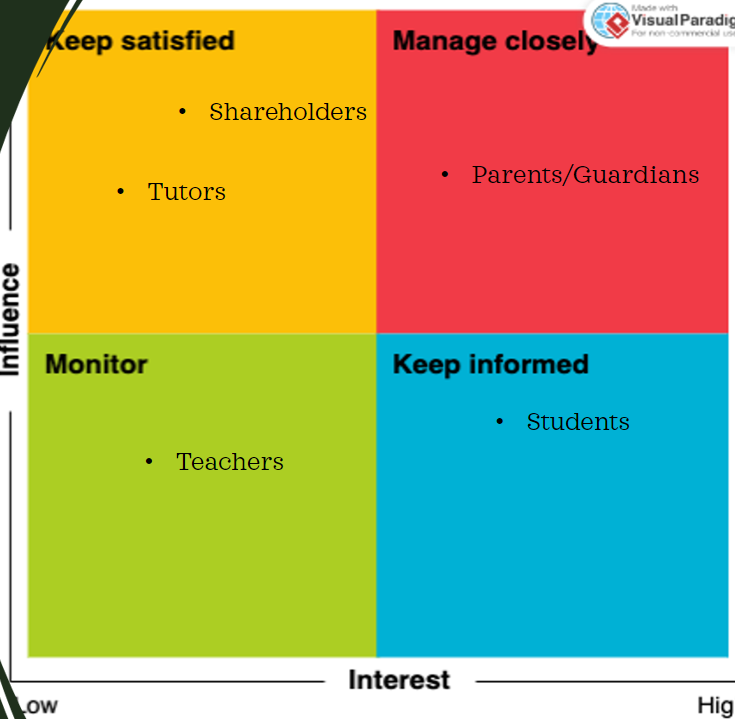 Made with
Visual Paradig
For non-commercial use
Keep satisfied
Manage closely
• Shareholders
• Parents/Guardians
• Tutors
Influence
Monitor
Keep informed
• Students
• Teachers
Interest
Low
Hig